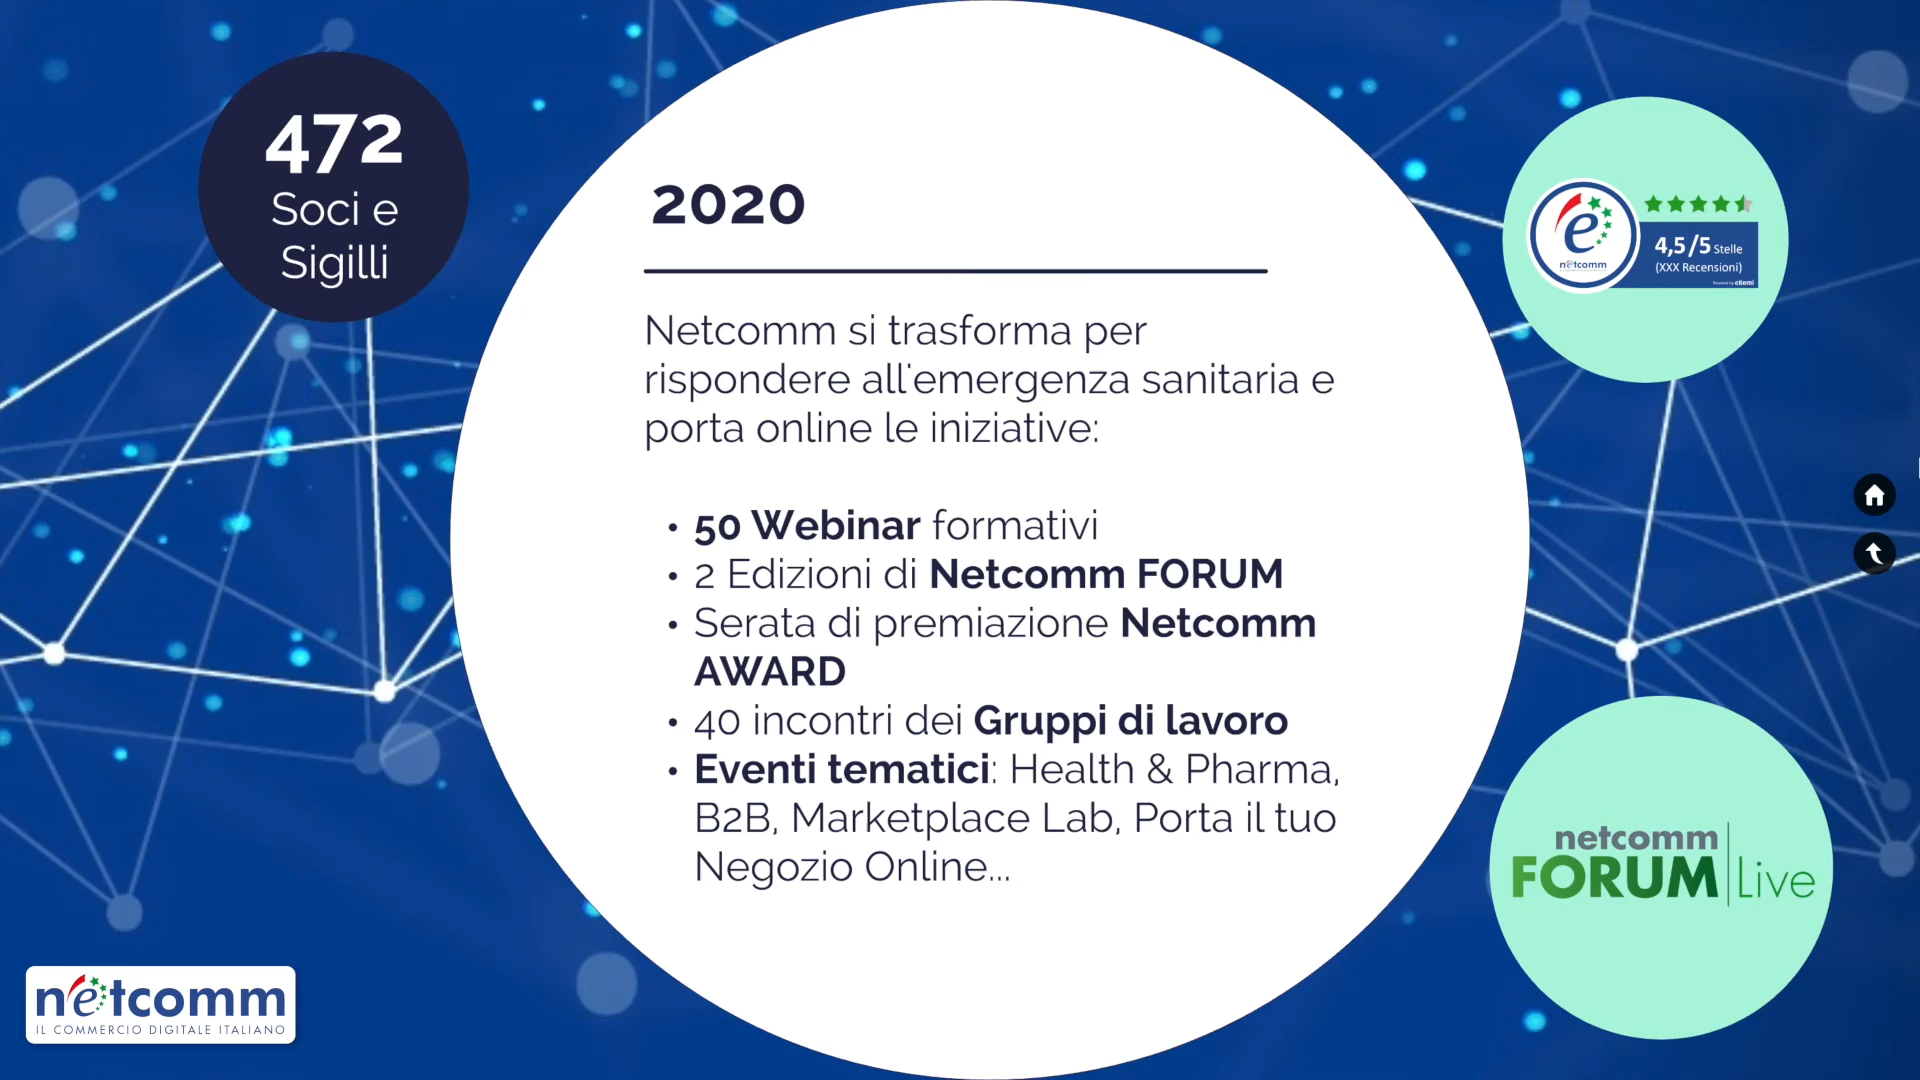 472
Soci e
Sigilli
2020
Netcomm si trasforma per
rispondere all'emergenza sanitaria e
porta online le iniziative:
• 50 Webinar formativi
• 2 Edizioni di Netcomm FORUM
• Serata di premiazione Netcomm
AWARD
• 40 incontri dei Gruppi di lavoro
• Eventi tematici: Health & Pharma,
B2B, Marketplace Lab, Porta il tuo
Negozio Online...
e
netcomm
4,5/5 Stelle
(XXX Recensioni)
Powered by eKomi
netcomm
FORUM Live
netcomm
IL COMMERCIO DIGITALE ITALIANO